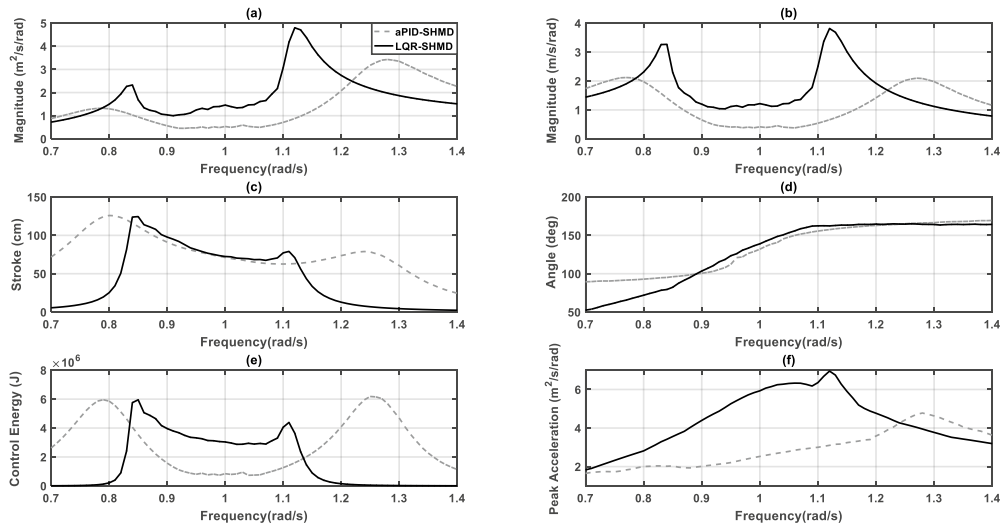 (a)
Magnitude (m²/s/rad)
5
4
3
2
1
0
aPID-SHMD
LQR-SHMD
0.7 0.8 0.9 1 1.1 1.2 1.3 1.4
Frequency(rad/s)
(b)
Magnitude (m/s/rad)
4
3
2
1
0
0.7 0.8 0.9 1 1.1 1.2 1.3 1.4
Frequency(rad/s)
(c)
Stroke (cm)
150
100
50
0
0.7 0.8 0.9 1 1.1 1.2 1.3 1.4
Frequency(rad/s)
(d)
Angle (deg)
200
150
100
50
0.7 0.8 0.9 1 1.1 1.2 1.3 1.4
Frequency(rad/s)
(e)
Control Energy (J)
×10⁶
8
6
4
2
0
0.7 0.8 0.9 1 1.1 1.2 1.3 1.4
Frequency(rad/s)
(f)
Peak Acceleration (m²/s/rad)
6
4
2
0.7 0.8 0.9 1 1.1 1.2 1.3 1.4
Frequency(rad/s)